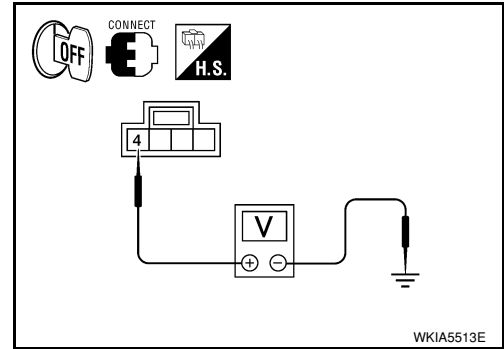 CONNECT
OFF
H.S.
4
V
+ −
WKIA5513E